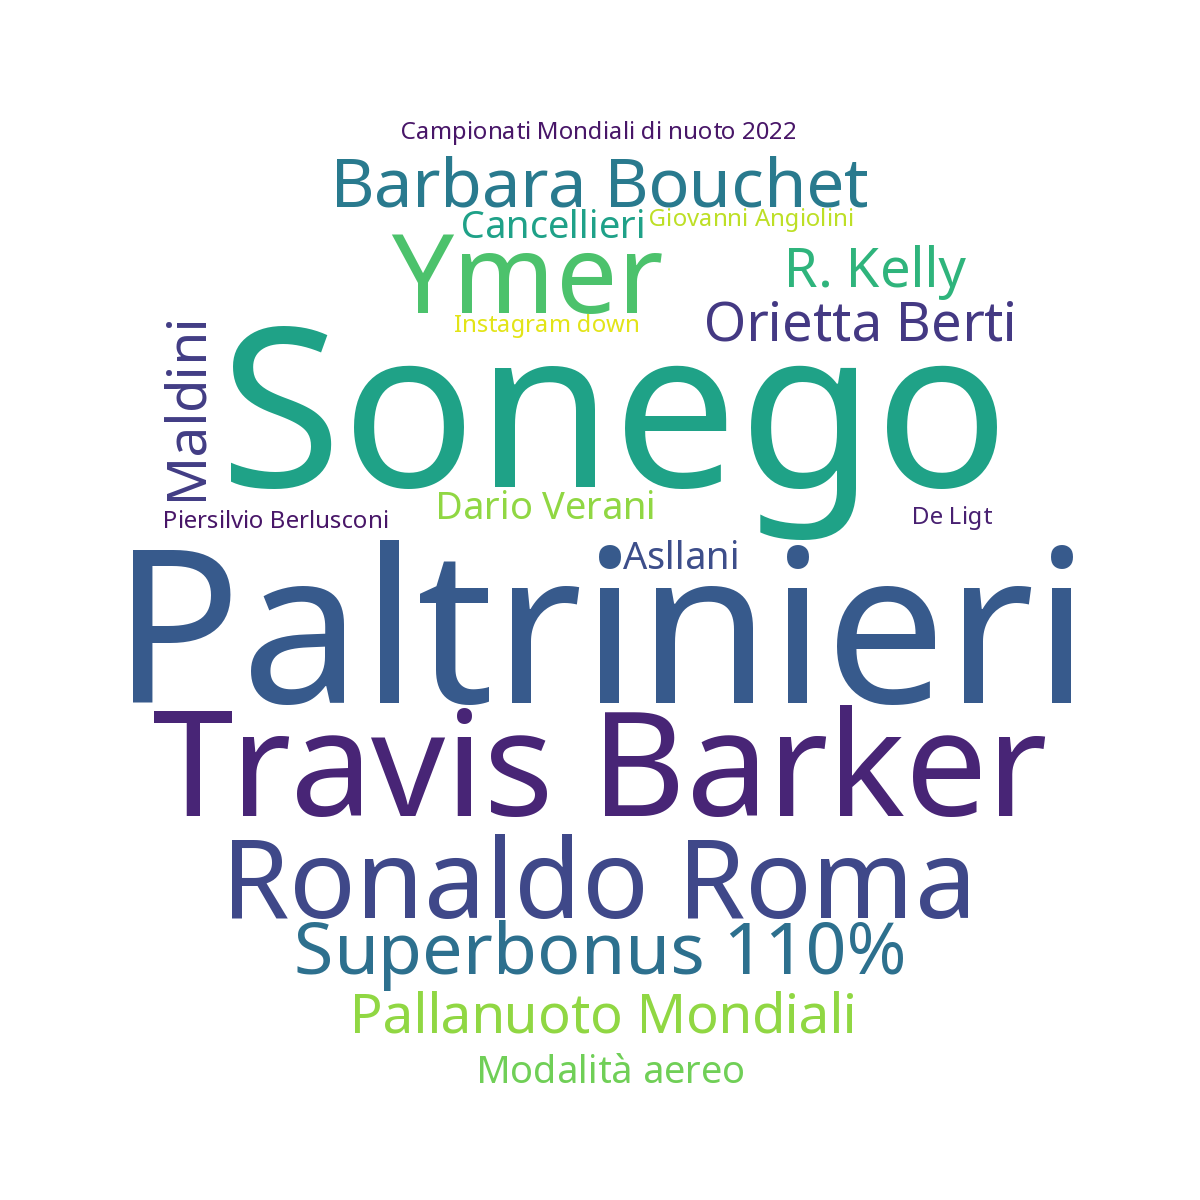 Campionati Mondiali di nuoto 2022
Barbara Bouchet
Cancellieri
Giovanni Angiolini
Ymer
R. Kelly
Instagram down
Orietta Berti
Maldini
Sonego
Dario Verani
Piersilvio Berlusconi
De Ligt
Asllani
Paltrinieri
Travis Barker
Ronaldo Roma
Superbonus 110%
Pallanuoto Mondiali
Modalità aereo